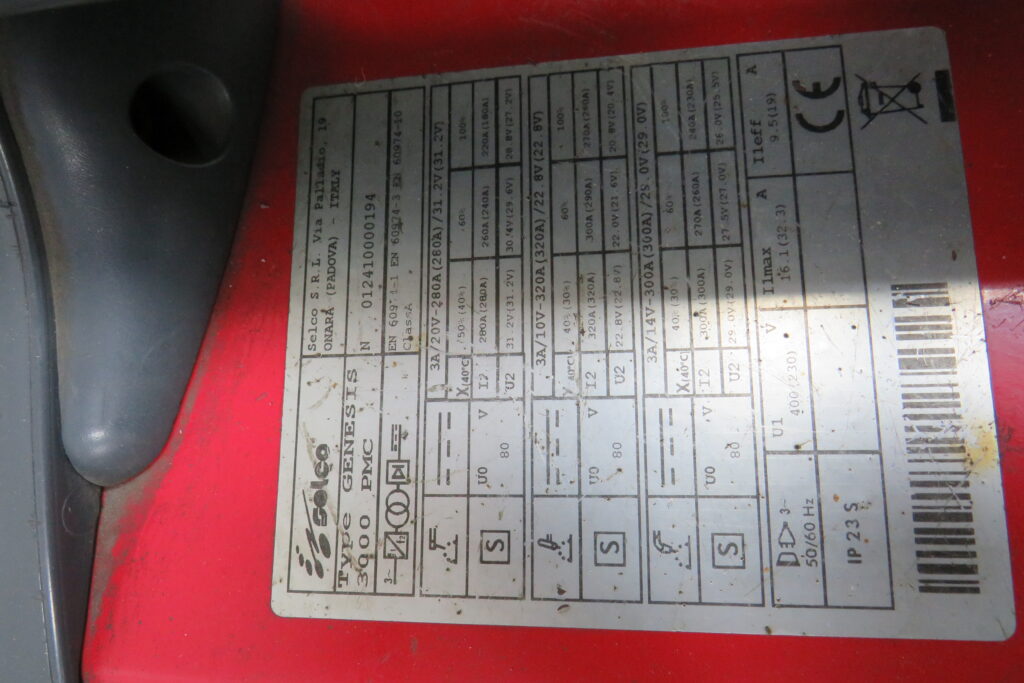 selco
Selco S.R.L. Via Palladio, 19
ONARA (PADOVA) - ITALY
Type GENESIS
3000 PMC
N . 012410000194
3~
EN 60974-1 EN 60974-3 EN 60974-10
ClassA
3A/20V-280A(280A)/31.2V(31.2V)
X(40°C) 50%(40%) 60% 100%
U0 V 80
I2 280A(280A) 260A(240A) 220A(180A)
S
U2 31.2V(31.2V) 30.4V(29.6V) 28.8V(27.2V)
3A/10V-320A(320A)/22.8V(22.8V)
X(40°C) 40%(30%) 60% 100%
U0 V 80
I2 320A(320A) 300A(290A) 270A(260A)
S
U2 22.8V(22.8V) 22.0V(21.6V) 20.8V(20.4V)
3A/14V-300A(300A)/29.0V(29.0V)
X(40°C) 40%(30%) 60% 100%
U0 V 80
I2 300A(300A) 270A(260A) 240A(230A)
S
U2 29.0V(29.0V) 27.5V(27.0V) 26.0V(25.5V)
3~
50/60 Hz
U1 V
400(230)
I1max A
16.1(32.3)
I1eff A
9.5(19)
IP 23 S
CE